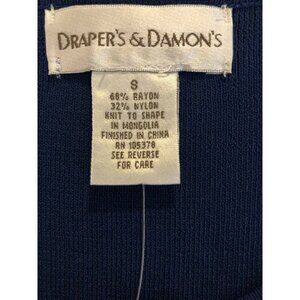 DRAPER'S & DAMON'S
S
68% RAYON
32% NYLON
KNIT TO SHAPE
IN MONGOLIA
FINISHED IN CHINA
RN 105378
SEE REVERSE
FOR CARE